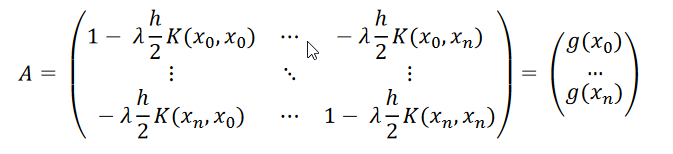 A = ( 1 − λ h/2 K(x₀, x₀) ⋯ − λ h/2 K(x₀, xₙ)
⋮ ⋱ ⋮
− λ h/2 K(xₙ, x₀) ⋯ 1 − λ h/2 K(xₙ, xₙ) ) = ( g(x₀)
…
g(xₙ) )